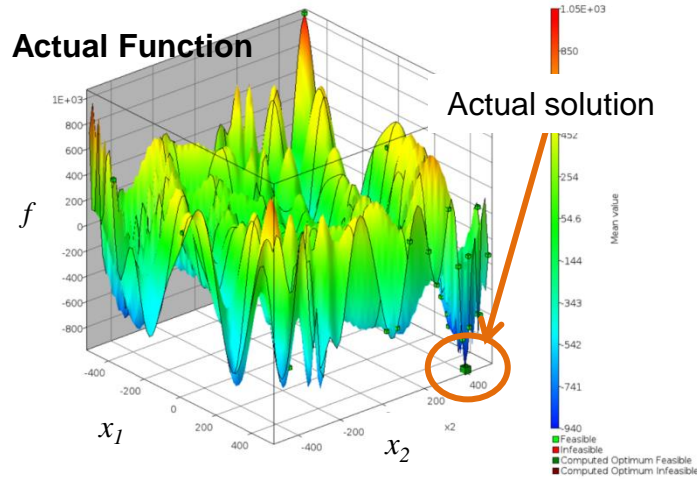 Actual Function
1.05E+03
850
Actual solution
452
254
54.6
-144
-343
-542
-741
-940
Mean value
1E+03
800
600
400
200
0
-200
-400
-600
-800
f
-400
-200
0
200
400
x1
-400
-200
200
400
x2
x2
Feasible
Infeasible
Computed Optimum Feasible
Computed Optimum Infeasible